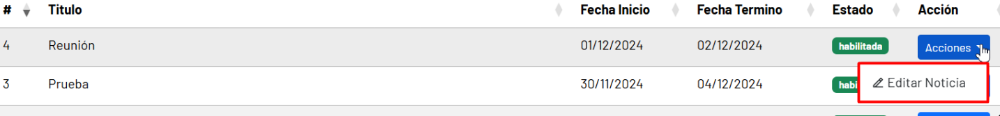 # Titulo Fecha Inicio Fecha Termino Estado Acción
4 Reunión 01/12/2024 02/12/2024 habilitada Acciones
3 Prueba 30/11/2024 04/12/2024 habi Editar Noticia